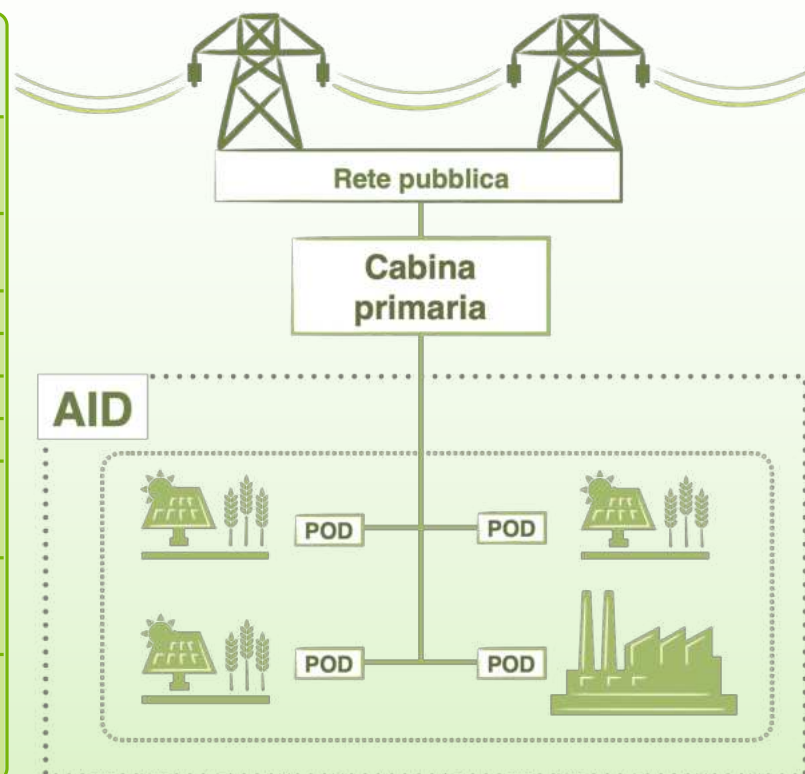 Rete pubblica
Cabina
primaria
AID
POD
POD
POD
POD